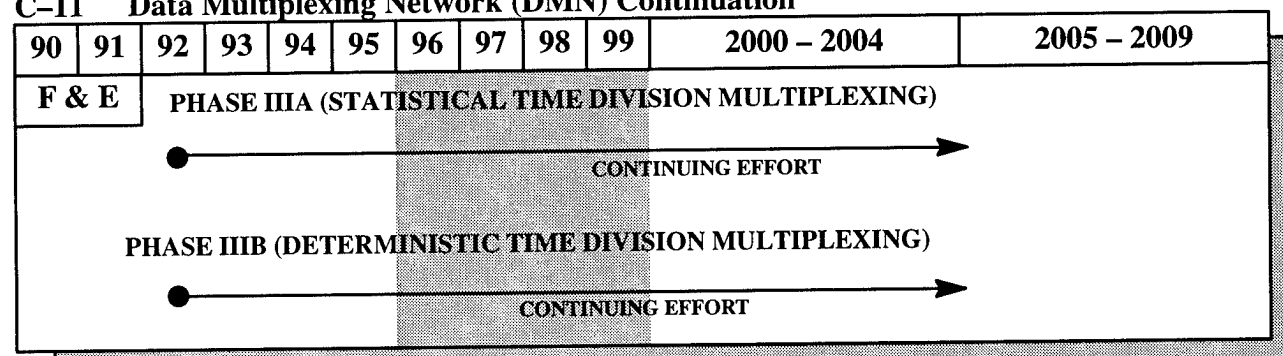 C–11 Data Multiplexing Network (DMN) Continuation
90 91 92 93 94 95 96 97 98 99 2000 – 2004 2005 – 2009
F & E
PHASE IIIA (STATISTICAL TIME DIVISION MULTIPLEXING)
CONTINUING EFFORT
PHASE IIIB (DETERMINISTIC TIME DIVISION MULTIPLEXING)
CONTINUING EFFORT